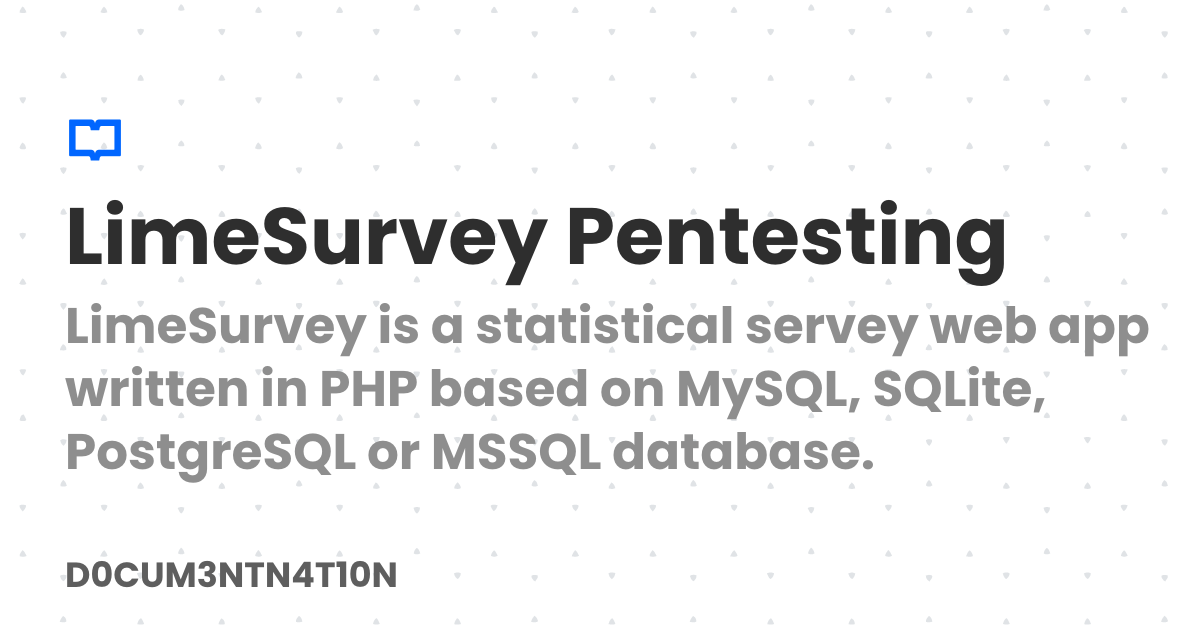 LimeSurvey Pentesting
LimeSurvey is a statistical servey web app
written in PHP based on MySQL, SQLite,
PostgreSQL or MSSQL database.
D0CUM3NTN4T10N